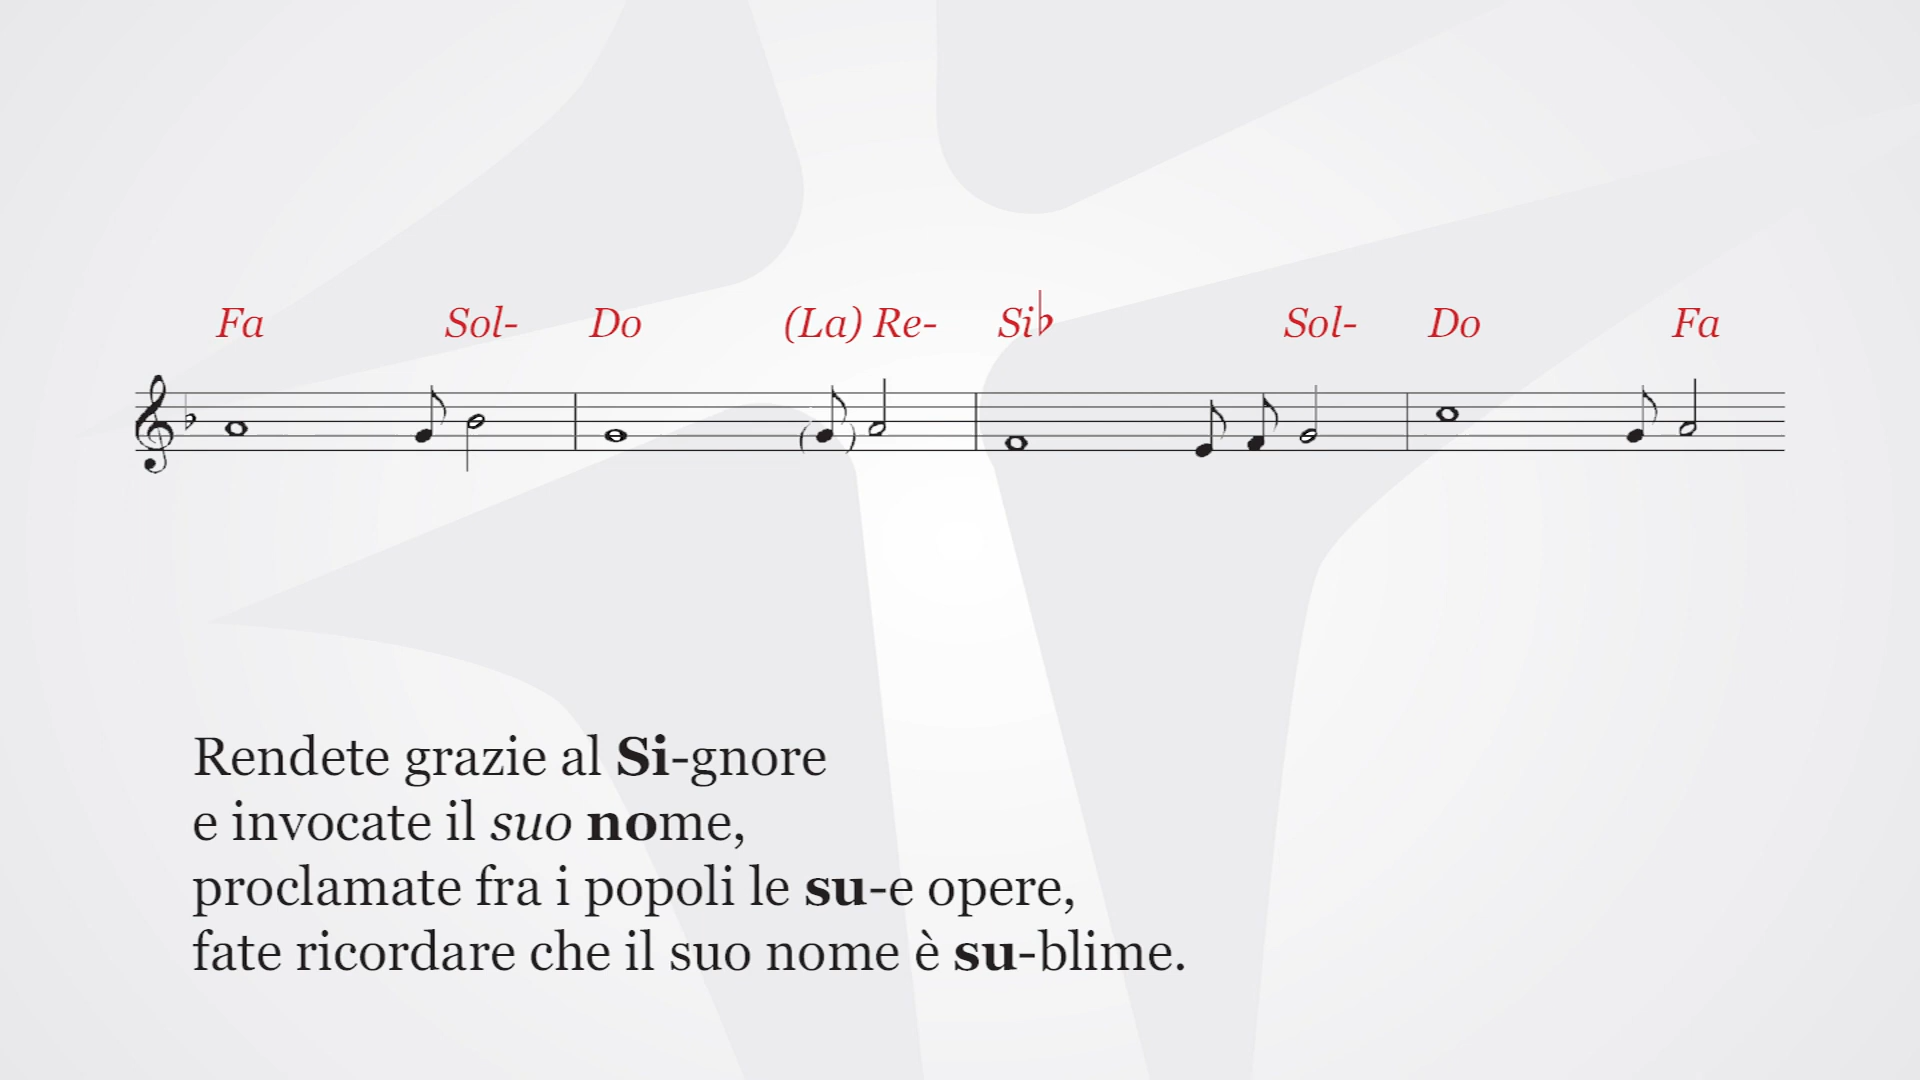 Fa Sol- Do (La) Re- Si♭ Sol- Do Fa
Rendete grazie al Si-gnore
e invocate il suo nome,
proclamate fra i popoli le su-e opere,
fate ricordare che il suo nome è su-blime.